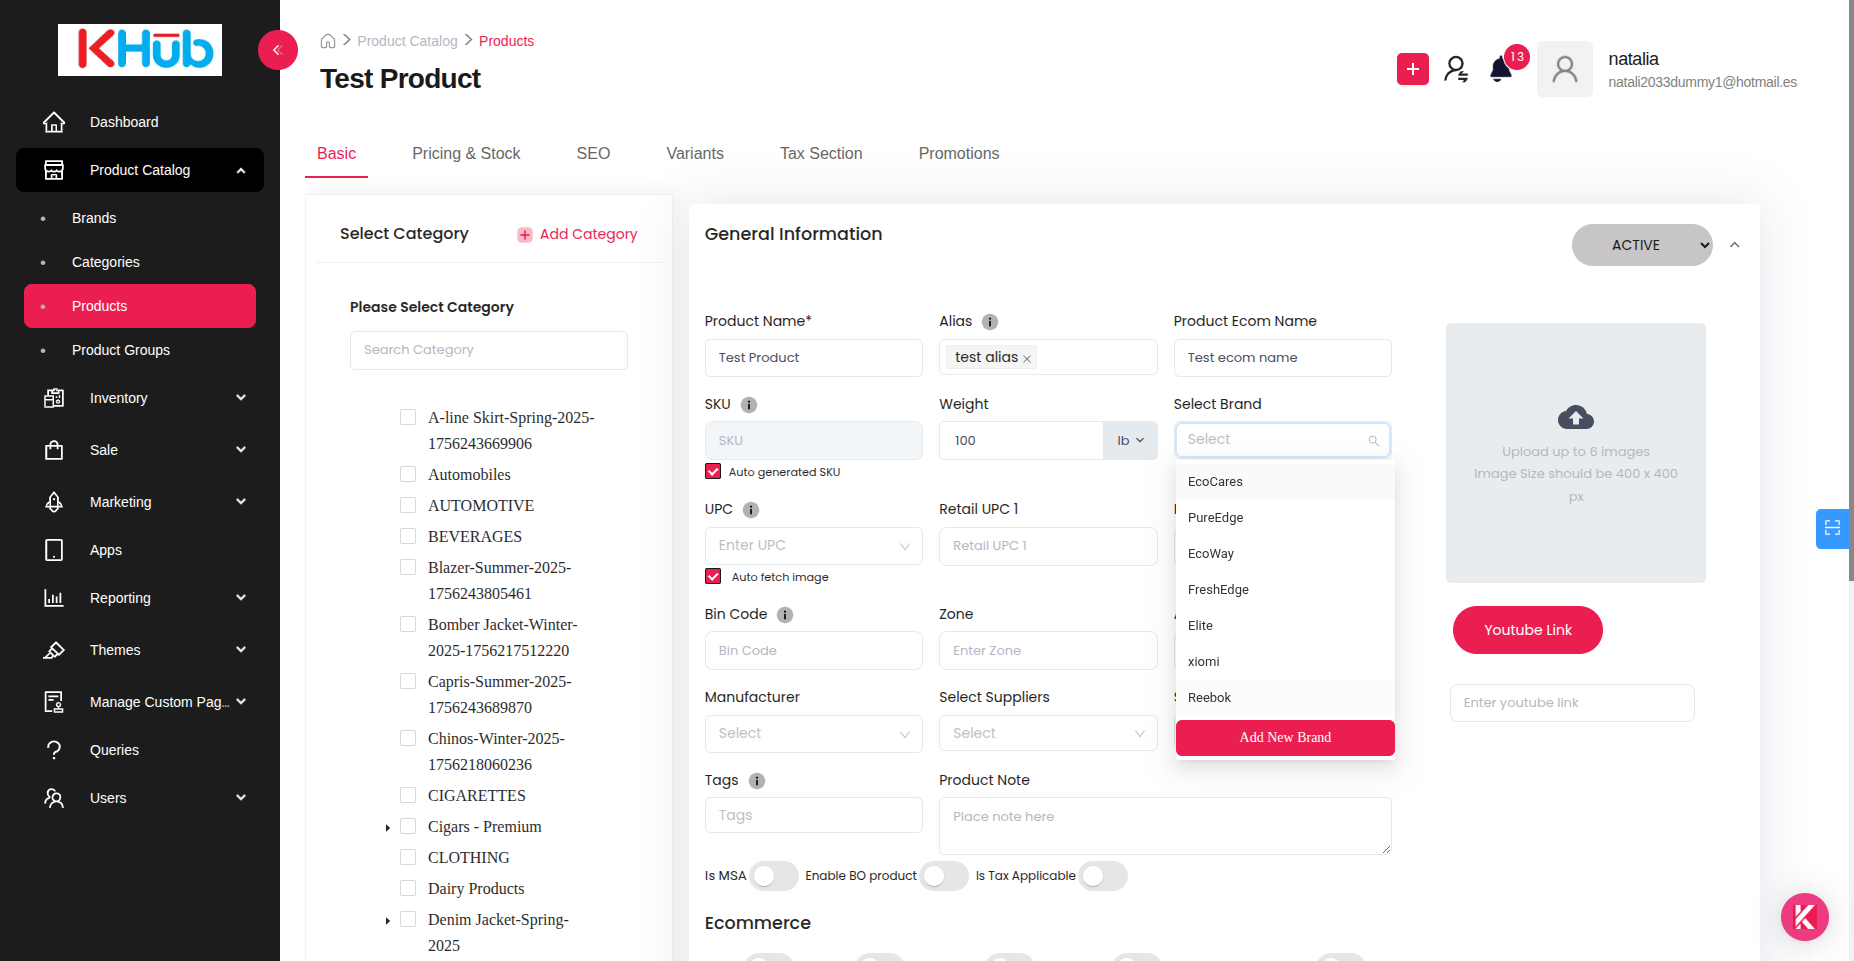 KHub
Dashboard
Product Catalog
Brands
Categories
Products
Product Groups
Inventory
Sale
Marketing
Apps
Reporting
Themes
Manage Custom Pag...
Queries
Users
Product Catalog
Products
Test Product
13
natalia
natali2033dummy1@hotmail.es
Basic
Pricing & Stock
SEO
Variants
Tax Section
Promotions
Select Category
Add Category
Please Select Category
Search Category
A-line Skirt-Spring-2025-
1756243669906
Automobiles
AUTOMOTIVE
BEVERAGES
Blazer-Summer-2025-
1756243805461
Bomber Jacket-Winter-
2025-1756217512220
Capris-Summer-2025-
1756243689870
Chinos-Winter-2025-
1756218060236
CIGARETTES
Cigars - Premium
CLOTHING
Dairy Products
Denim Jacket-Spring-
2025
General Information
ACTIVE
Product Name*
Alias
Product Ecom Name
Test Product
test alias
Test ecom name
SKU
Weight
Select Brand
SKU
100
lb
Select
Auto generated SKU
EcoCares
PureEdge
EcoWay
FreshEdge
Elite
xiomi
Reebok
Add New Brand
UPC
Retail UPC 1
Enter UPC
Retail UPC 1
Auto fetch image
Bin Code
Zone
Bin Code
Enter Zone
Manufacturer
Select Suppliers
Select
Select
Tags
Product Note
Tags
Place note here
Is MSA
Enable BO product
Is Tax Applicable
Ecommerce
Upload up to 6 images
Image Size should be 400 x 400
px
Youtube Link
Enter youtube link